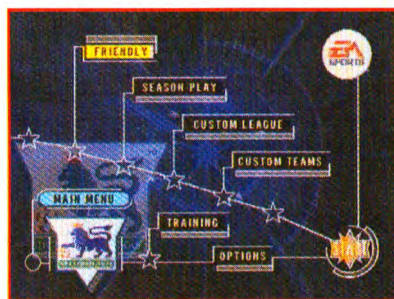 FRIENDLY
EA
SPORTS
SEASON PLAY
CUSTOM LEAGUE
CUSTOM TEAMS
MAIN MENU
TRAINING
OPTIONS